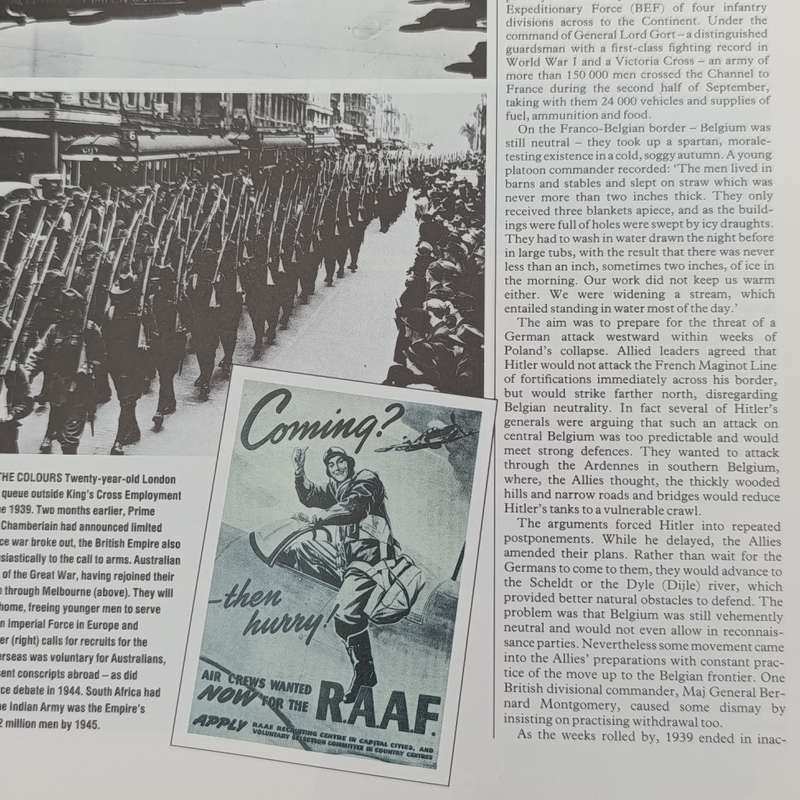 6
CITY
THE COLOURS Twenty-year-old London
queue outside King's Cross Employment
1939. Two months earlier, Prime
Chamberlain had announced limited
war broke out, the British Empire also
to the call to arms. Australian
of the Great War, having rejoined their
through Melbourne (above). They will
home, freeing younger men to serve
Imperial Force in Europe and
(right) calls for recruits for the
was voluntary for Australians,
conscripts abroad – as did
debate in 1944. South Africa had
Indian Army was the Empire's
million men by 1945.
Coming?
–then
hurry!
AIR CREWS WANTED
NOW FOR THE R.A.A.F.
APPLY R.A.A.F. RECRUITING CENTRE IN CAPITAL CITIES, AND
VOLUNTARY SELECTION COMMITTEE IN COUNTRY CENTRES
Expeditionary Force (BEF) of four infantry
divisions across to the Continent. Under the
command of General Lord Gort – a distinguished
guardsman with a first-class fighting record in
World War I and a Victoria Cross – an army of
more than 150 000 men crossed the Channel to
France during the second half of September,
taking with them 24 000 vehicles and supplies of
fuel, ammunition and food.
On the Franco-Belgian border – Belgium was
still neutral – they took up a spartan, morale-
testing existence in a cold, soggy autumn. A young
platoon commander recorded: 'The men lived in
barns and stables and slept on straw which was
never more than two inches thick. They only
received three blankets apiece, and as the build-
ings were full of holes were swept by icy draughts.
They had to wash in water drawn the night before
in large tubs, with the result that there was never
less than an inch, sometimes two inches, of ice in
the morning. Our work did not keep us warm
either. We were widening a stream, which
entailed standing in water most of the day.'
The aim was to prepare for the threat of a
German attack westward within weeks of
Poland's collapse. Allied leaders agreed that
Hitler would not attack the French Maginot Line
of fortifications immediately across his border,
but would strike farther north, disregarding
Belgian neutrality. In fact several of Hitler's
generals were arguing that such an attack on
central Belgium was too predictable and would
meet strong defences. They wanted to attack
through the Ardennes in southern Belgium,
where, the Allies thought, the thickly wooded
hills and narrow roads and bridges would reduce
Hitler's tanks to a vulnerable crawl.
The arguments forced Hitler into repeated
postponements. While he delayed, the Allies
amended their plans. Rather than wait for the
Germans to come to them, they would advance to
the Scheldt or the Dyle (Dijle) river, which
provided better natural obstacles to defend. The
problem was that Belgium was still vehemently
neutral and would not even allow in reconnais-
sance parties. Nevertheless some movement came
into the Allies' preparations with constant prac-
tice of the move up to the Belgian frontier. One
British divisional commander, Maj General Ber-
nard Montgomery, caused some dismay by
insisting on practising withdrawal too.
As the weeks rolled by, 1939 ended in inac-